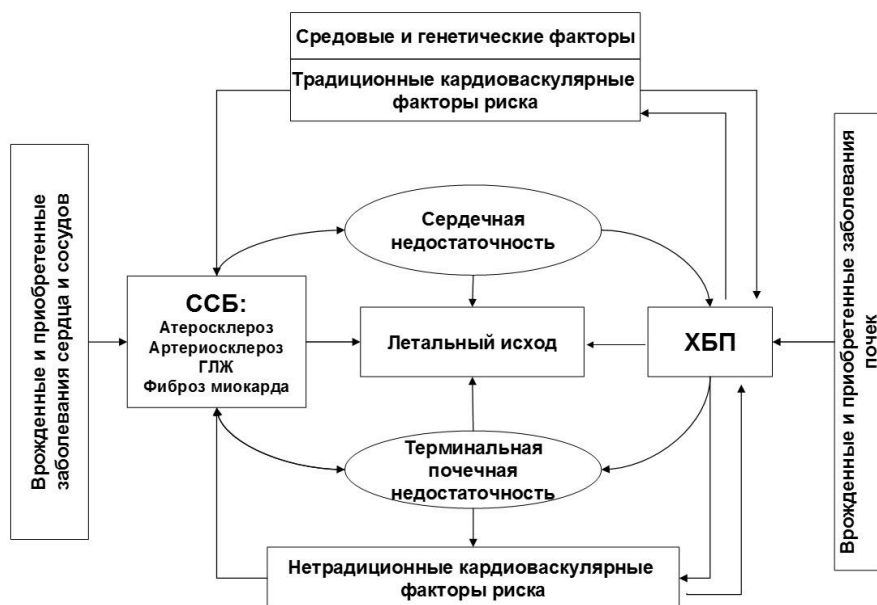 Средовые и генетические факторы
Традиционные кардиоваскулярные
факторы риска
Врожденные и приобретенные
заболевания сердца и сосудов
Сердечная
недостаточность
ССБ:
Атеросклероз
Артериосклероз
ГЛЖ
Фиброз миокарда
Летальный исход
ХБП
Врожденные и приобретенные заболевания
почек
Терминальная
почечная
недостаточность
Нетрадиционные кардиоваскулярные
факторы риска